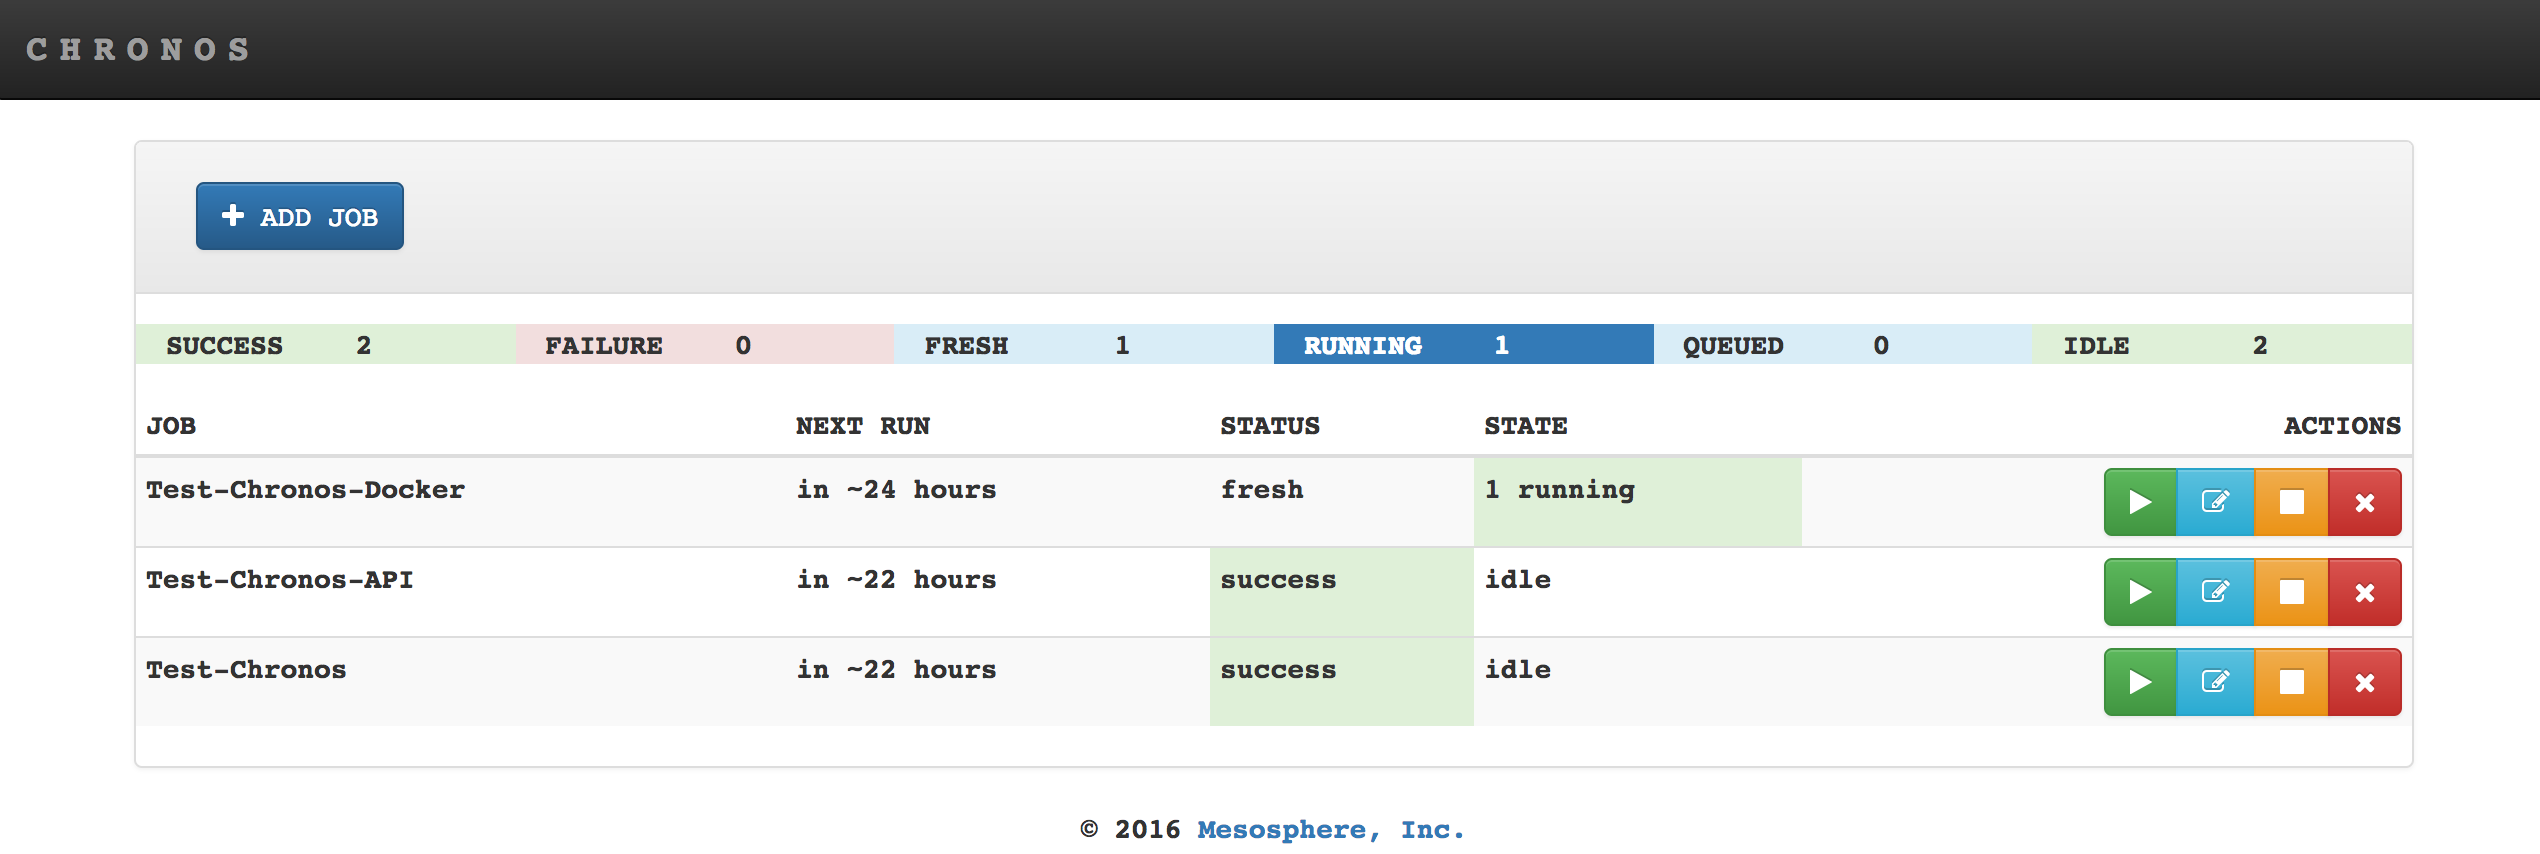 CHRONOS
ADD JOB
SUCCESS 2 FAILURE 0 FRESH 1 RUNNING 1 QUEUED 0 IDLE 2
JOB NEXT RUN STATUS STATE ACTIONS
Test-Chronos-Docker in ~24 hours fresh 1 running
Test-Chronos-API in ~22 hours success idle
Test-Chronos in ~22 hours success idle
© 2016 Mesosphere, Inc.